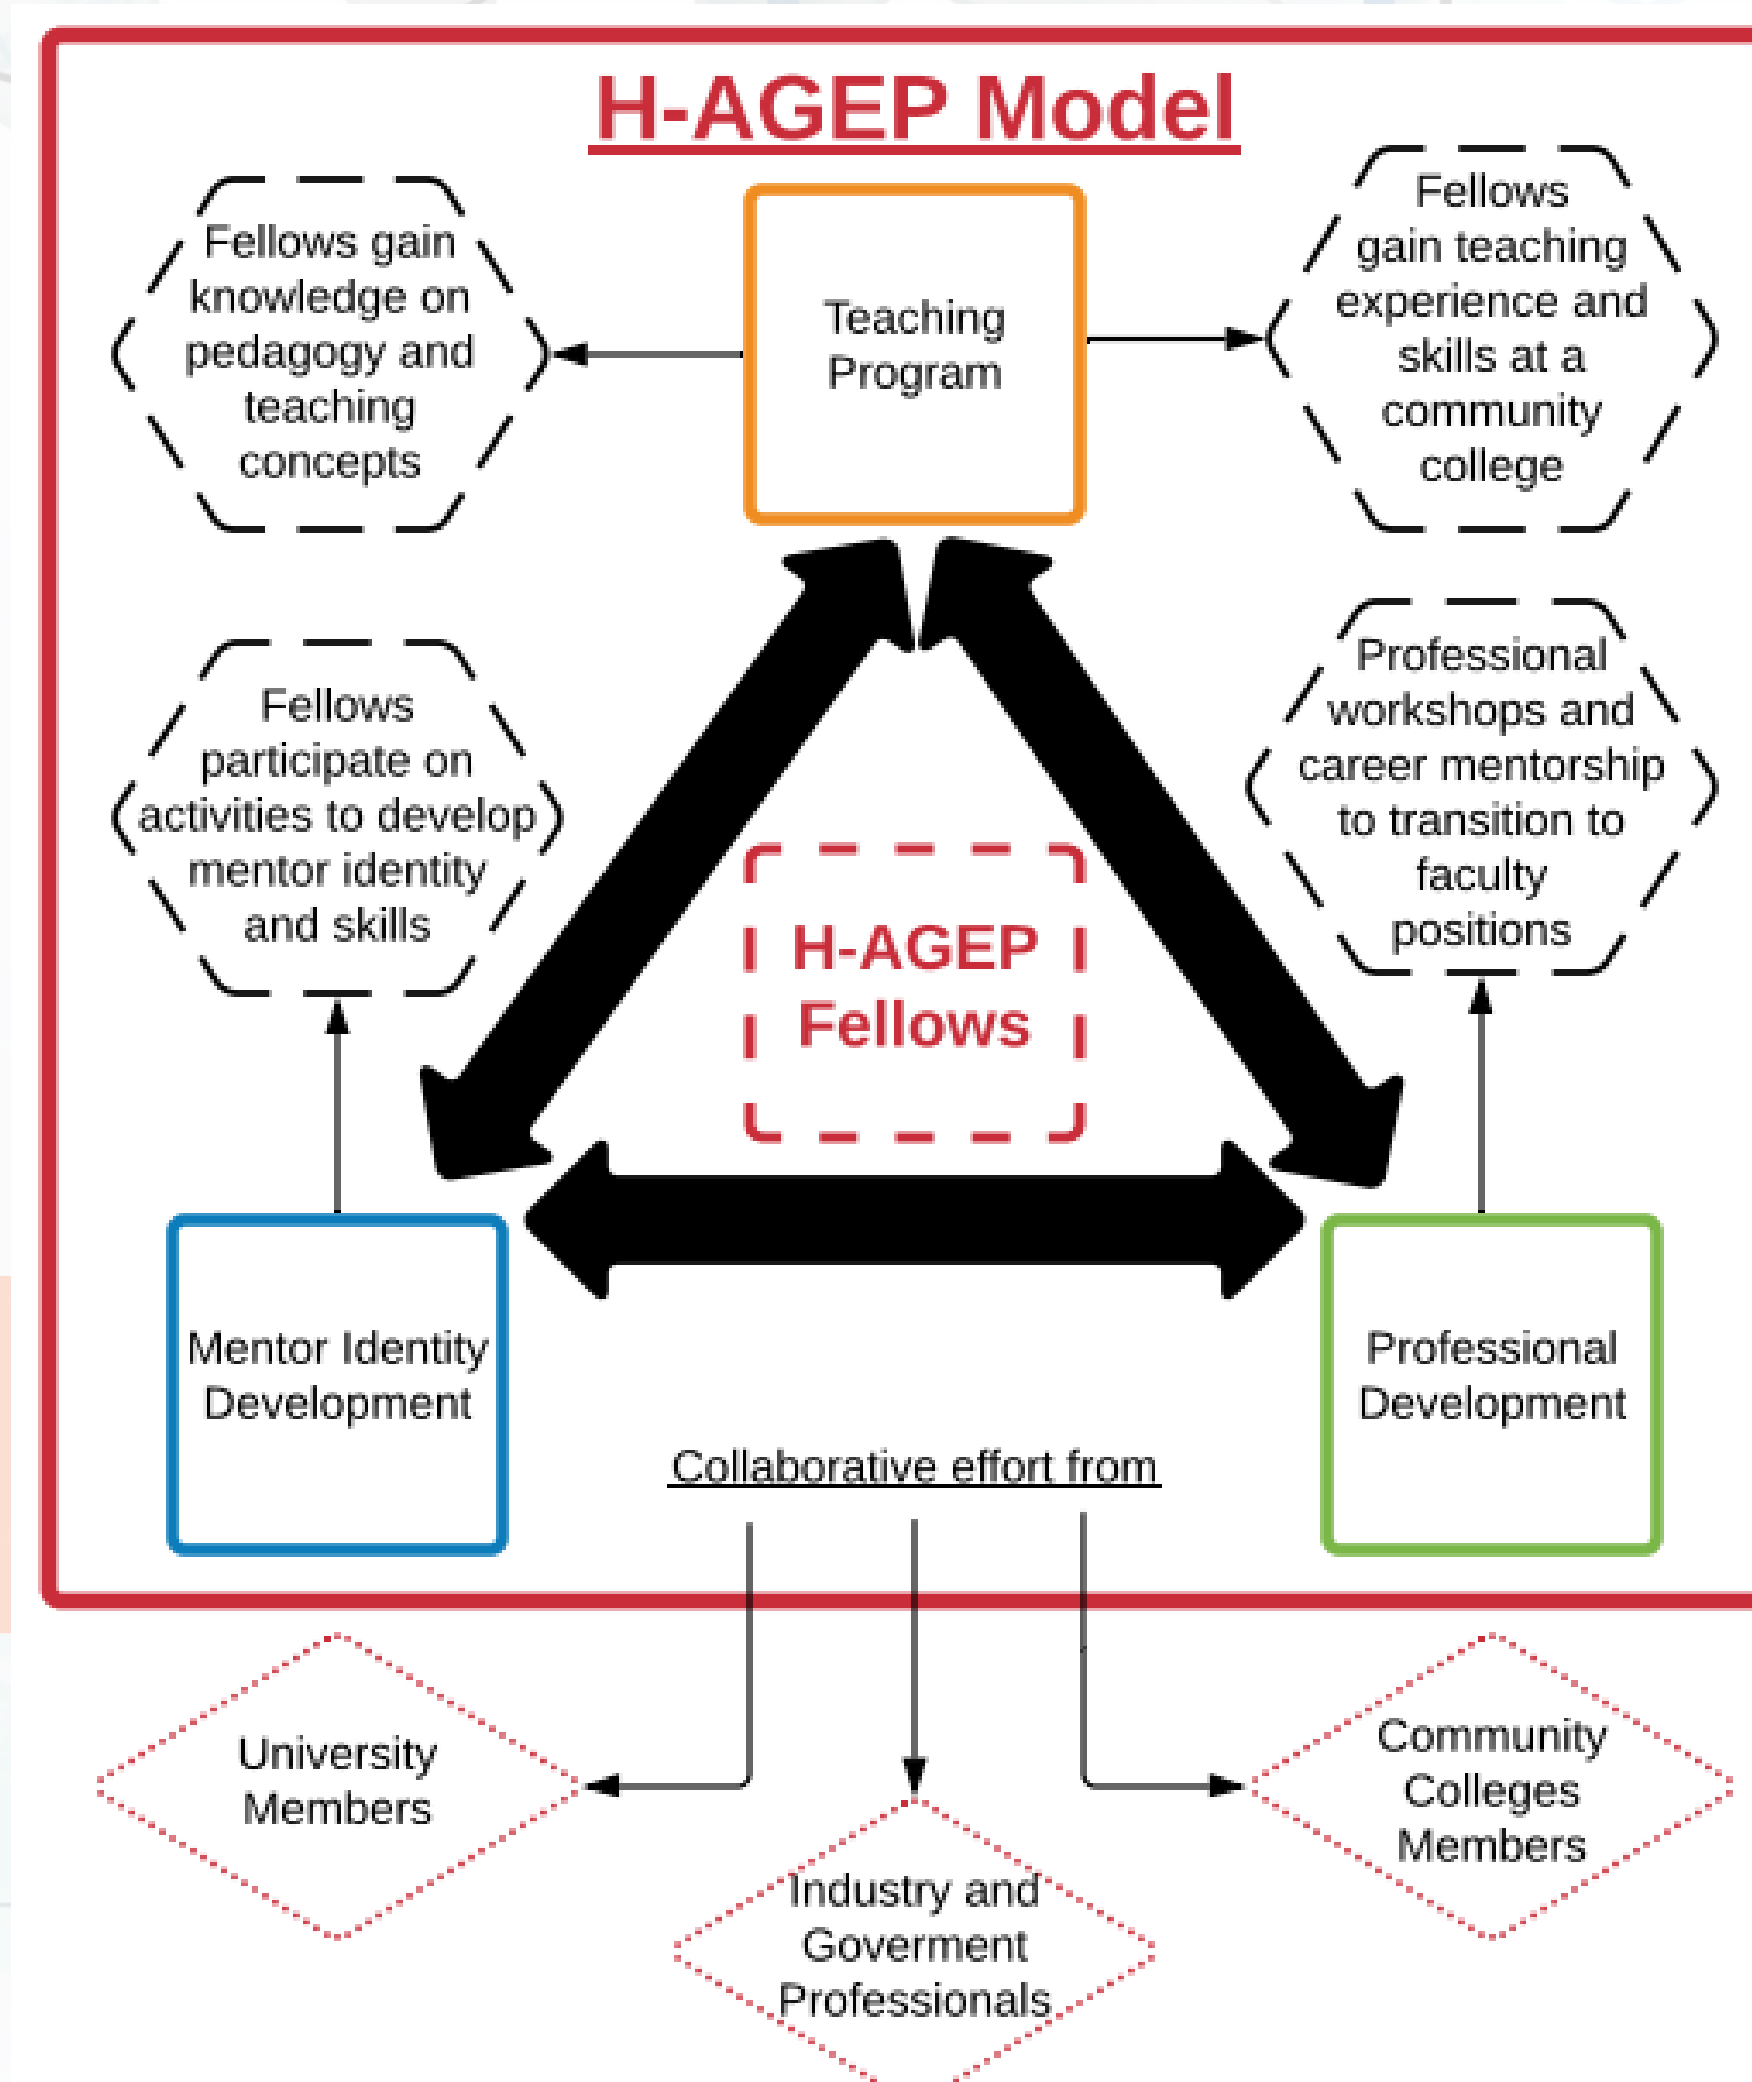 H-AGEP Model
Fellows gain
knowledge on
pedagogy and
teaching
concepts
Teaching
Program
Fellows
gain teaching
experience and
skills at a
community
college
Fellows
participate on
activities to develop
mentor identity
and skills
Professional
workshops and
career mentorship
to transition to
faculty
positions
H-AGEP
Fellows
Mentor Identity
Development
Professional
Development
Collaborative effort from
University
Members
Industry and
Goverment
Professionals
Community
Colleges
Members